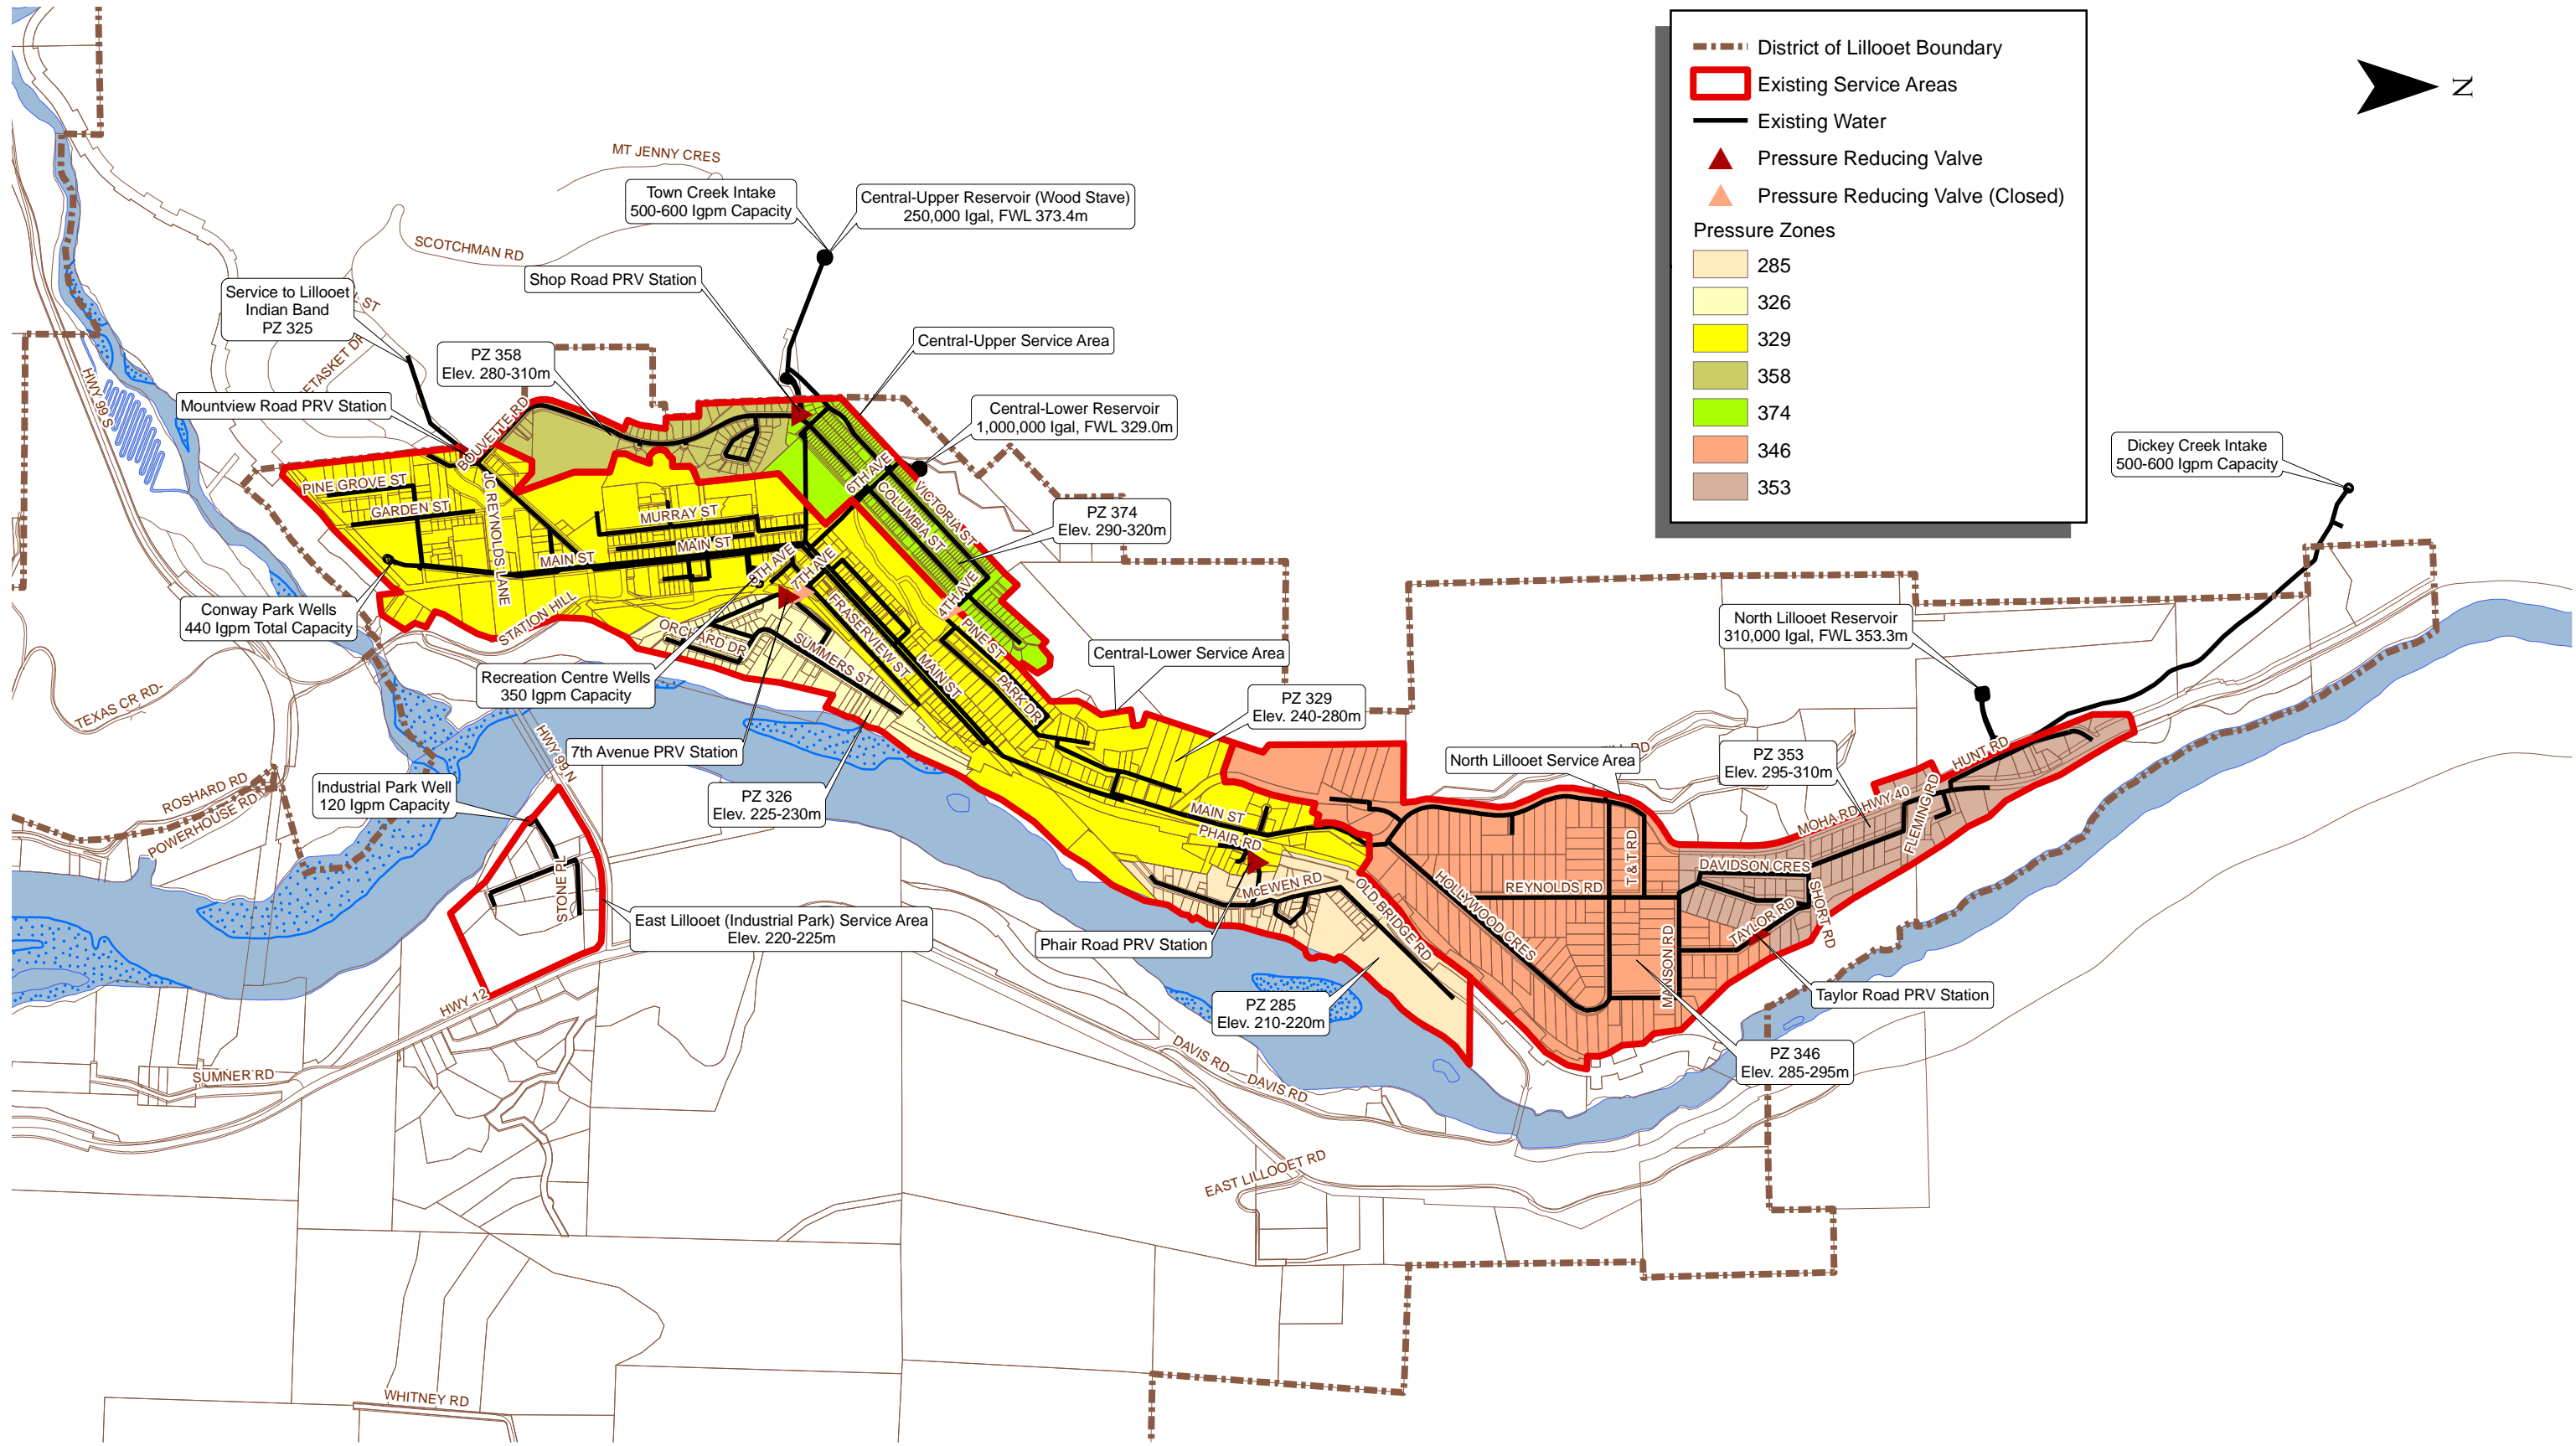 District of Lillooet Boundary
Existing Service Areas
Existing Water
Pressure Reducing Valve
Pressure Reducing Valve (Closed)
Pressure Zones
285
326
329
358
374
346
353
N
MT JENNY CRES
Town Creek Intake
500-600 Igpm Capacity
Central-Upper Reservoir (Wood Stave)
250,000 Igal, FWL 373.4m
SCOTCHMAN RD
Shop Road PRV Station
Service to Lillooet
Indian Band
PZ 325
ST
Central-Upper Service Area
PZ 358
Elev. 280-310m
ETASKET DR
HWY 99 S
Mountview Road PRV Station
BOUVETTE RD
Central-Lower Reservoir
1,000,000 Igal, FWL 329.0m
Dickey Creek Intake
500-600 Igpm Capacity
PINE GROVE ST
GARDEN ST
JC REYNOLDS LANE
MURRAY ST
MAIN ST
MAIN ST
6TH AVE
COLUMBIA ST
VICTORIA ST
PZ 374
Elev. 290-320m
8TH AVE
7TH AVE
4TH AVE
Conway Park Wells
440 Igpm Total Capacity
STATION HILL
ORCHARD DR
SUMMERS ST
FRASERVIEW ST
MAIN ST
PINE ST
PARK DR
North Lillooet Reservoir
310,000 Igal, FWL 353.3m
Central-Lower Service Area
Recreation Centre Wells
350 Igpm Capacity
TEXAS CR RD
PZ 329
Elev. 240-280m
HWY 99 N
7th Avenue PRV Station
North Lillooet Service Area
RD
PZ 353
Elev. 295-310m
HUNT RD
Industrial Park Well
120 Igpm Capacity
ROSHARD RD
POWERHOUSE RD
PZ 326
Elev. 225-230m
MAIN ST
PHAIR RD
MOHA RD HWY 40
FLEMING RD
T & T RD
DAVIDSON CRES
STONE PL
McEWEN RD
OLD BRIDGE RD
HOLLYWOOD CRES
REYNOLDS RD
SHORT RD
TAYLOR RD
MANSON RD
East Lillooet (Industrial Park) Service Area
Elev. 220-225m
Phair Road PRV Station
HWY 12
PZ 285
Elev. 210-220m
Taylor Road PRV Station
PZ 346
Elev. 285-295m
SUMNER RD
DAVIS RD
DAVIS RD
EAST LILLOOET RD
WHITNEY RD